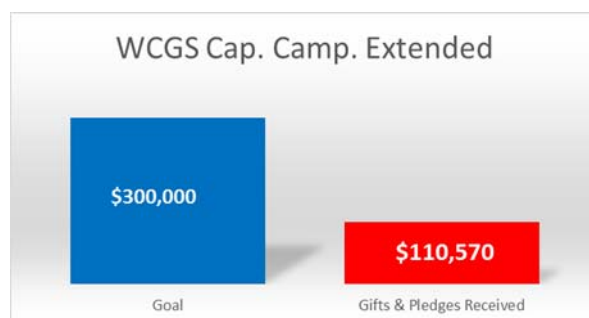 WCGS Cap. Camp. Extended
$300,000
$110,570
Goal
Gifts & Pledges Received